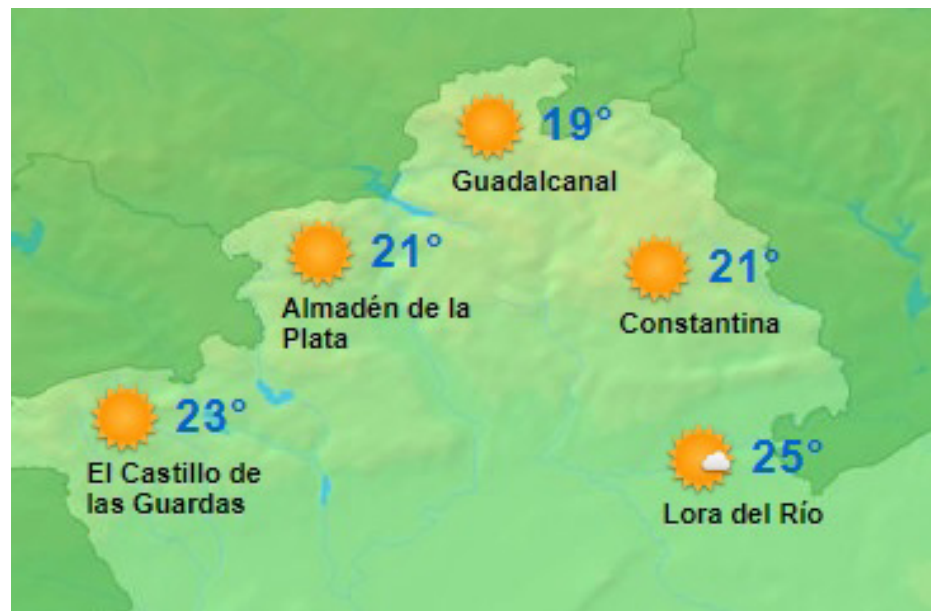 19°
Guadalcanal
21°
Almadén de la
Plata
21°
Constantina
23°
El Castillo de
las Guardas
25°
Lora del Río